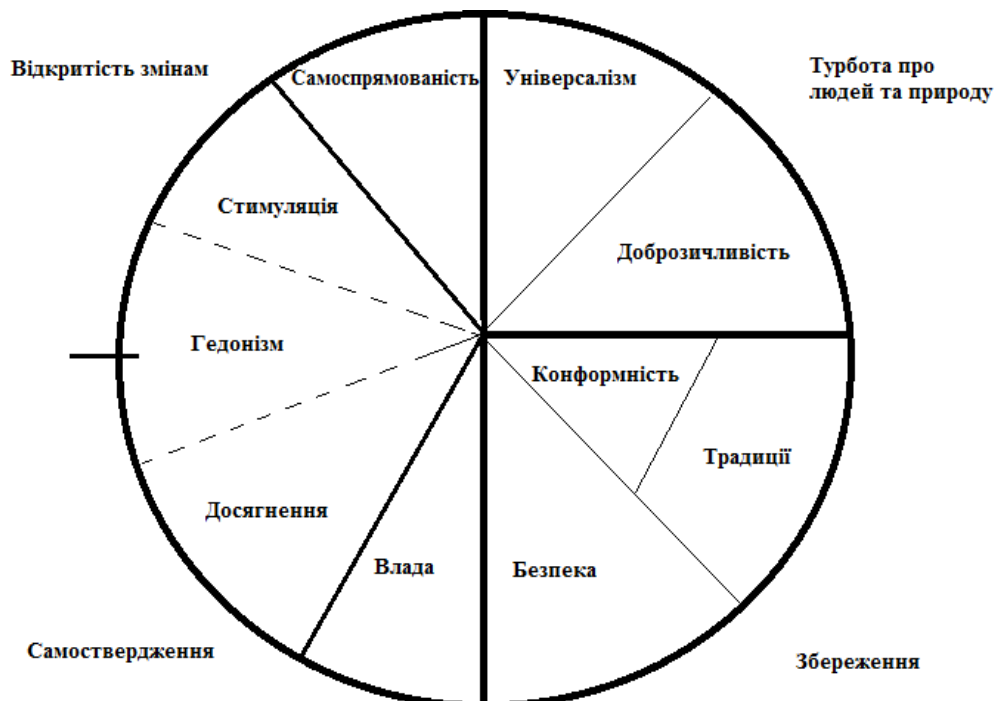 Відкритість змінам
Самоспрямованість
Універсалізм
Турбота про
людей та природу
Стимуляція
Доброзичливість
Гедонізм
Конформність
Традиції
Досягнення
Влада
Безпека
Самоствердження
Збереження